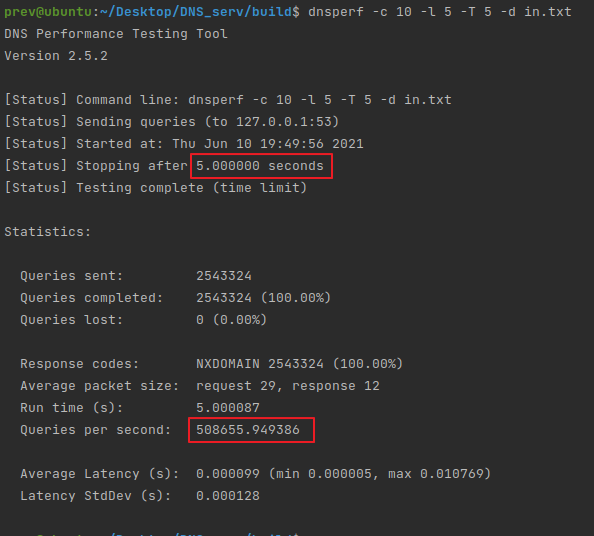 prev@ubuntu:~/Desktop/DNS_serv/build$ dnsperf -c 10 -l 5 -T 5 -d in.txt
DNS Performance Testing Tool
Version 2.5.2
[Status] Command line: dnsperf -c 10 -l 5 -T 5 -d in.txt
[Status] Sending queries (to 127.0.0.1:53)
[Status] Started at: Thu Jun 10 19:49:56 2021
[Status] Stopping after 5.000000 seconds
[Status] Testing complete (time limit)
Statistics:
Queries sent: 2543324
Queries completed: 2543324 (100.00%)
Queries lost: 0 (0.00%)
Response codes: NXDOMAIN 2543324 (100.00%)
Average packet size: request 29, response 12
Run time (s): 5.000087
Queries per second: 508655.949386
Average Latency (s): 0.000099 (min 0.000005, max 0.010769)
Latency StdDev (s): 0.000128